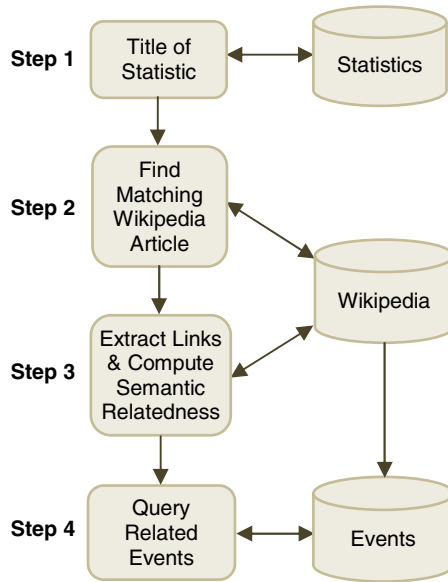 Step 1
Title of
Statistic
Statistics
Step 2
Find
Matching
Wikipedia
Article
Wikipedia
Step 3
Extract Links
& Compute
Semantic
Relatedness
Step 4
Query
Related
Events
Events